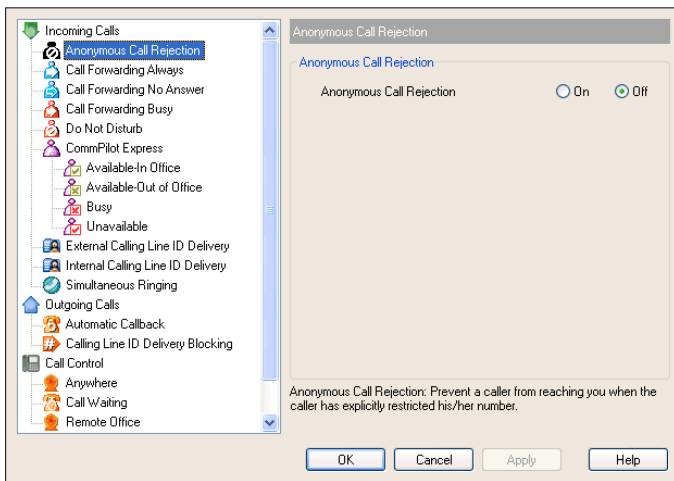 Incoming Calls
Anonymous Call Rejection
Call Forwarding Always
Call Forwarding No Answer
Call Forwarding Busy
Do Not Disturb
CommPilot Express
Available-In Office
Available-Out of Office
Busy
Unavailable
External Calling Line ID Delivery
Internal Calling Line ID Delivery
Simultaneous Ringing
Outgoing Calls
Automatic Callback
Calling Line ID Delivery Blocking
Call Control
Anywhere
Call Waiting
Remote Office
Anonymous Call Rejection
Anonymous Call Rejection
Anonymous Call Rejection On Off
Anonymous Call Rejection: Prevent a caller from reaching you when the
caller has explicitly restricted his/her number.
OK Cancel Apply Help